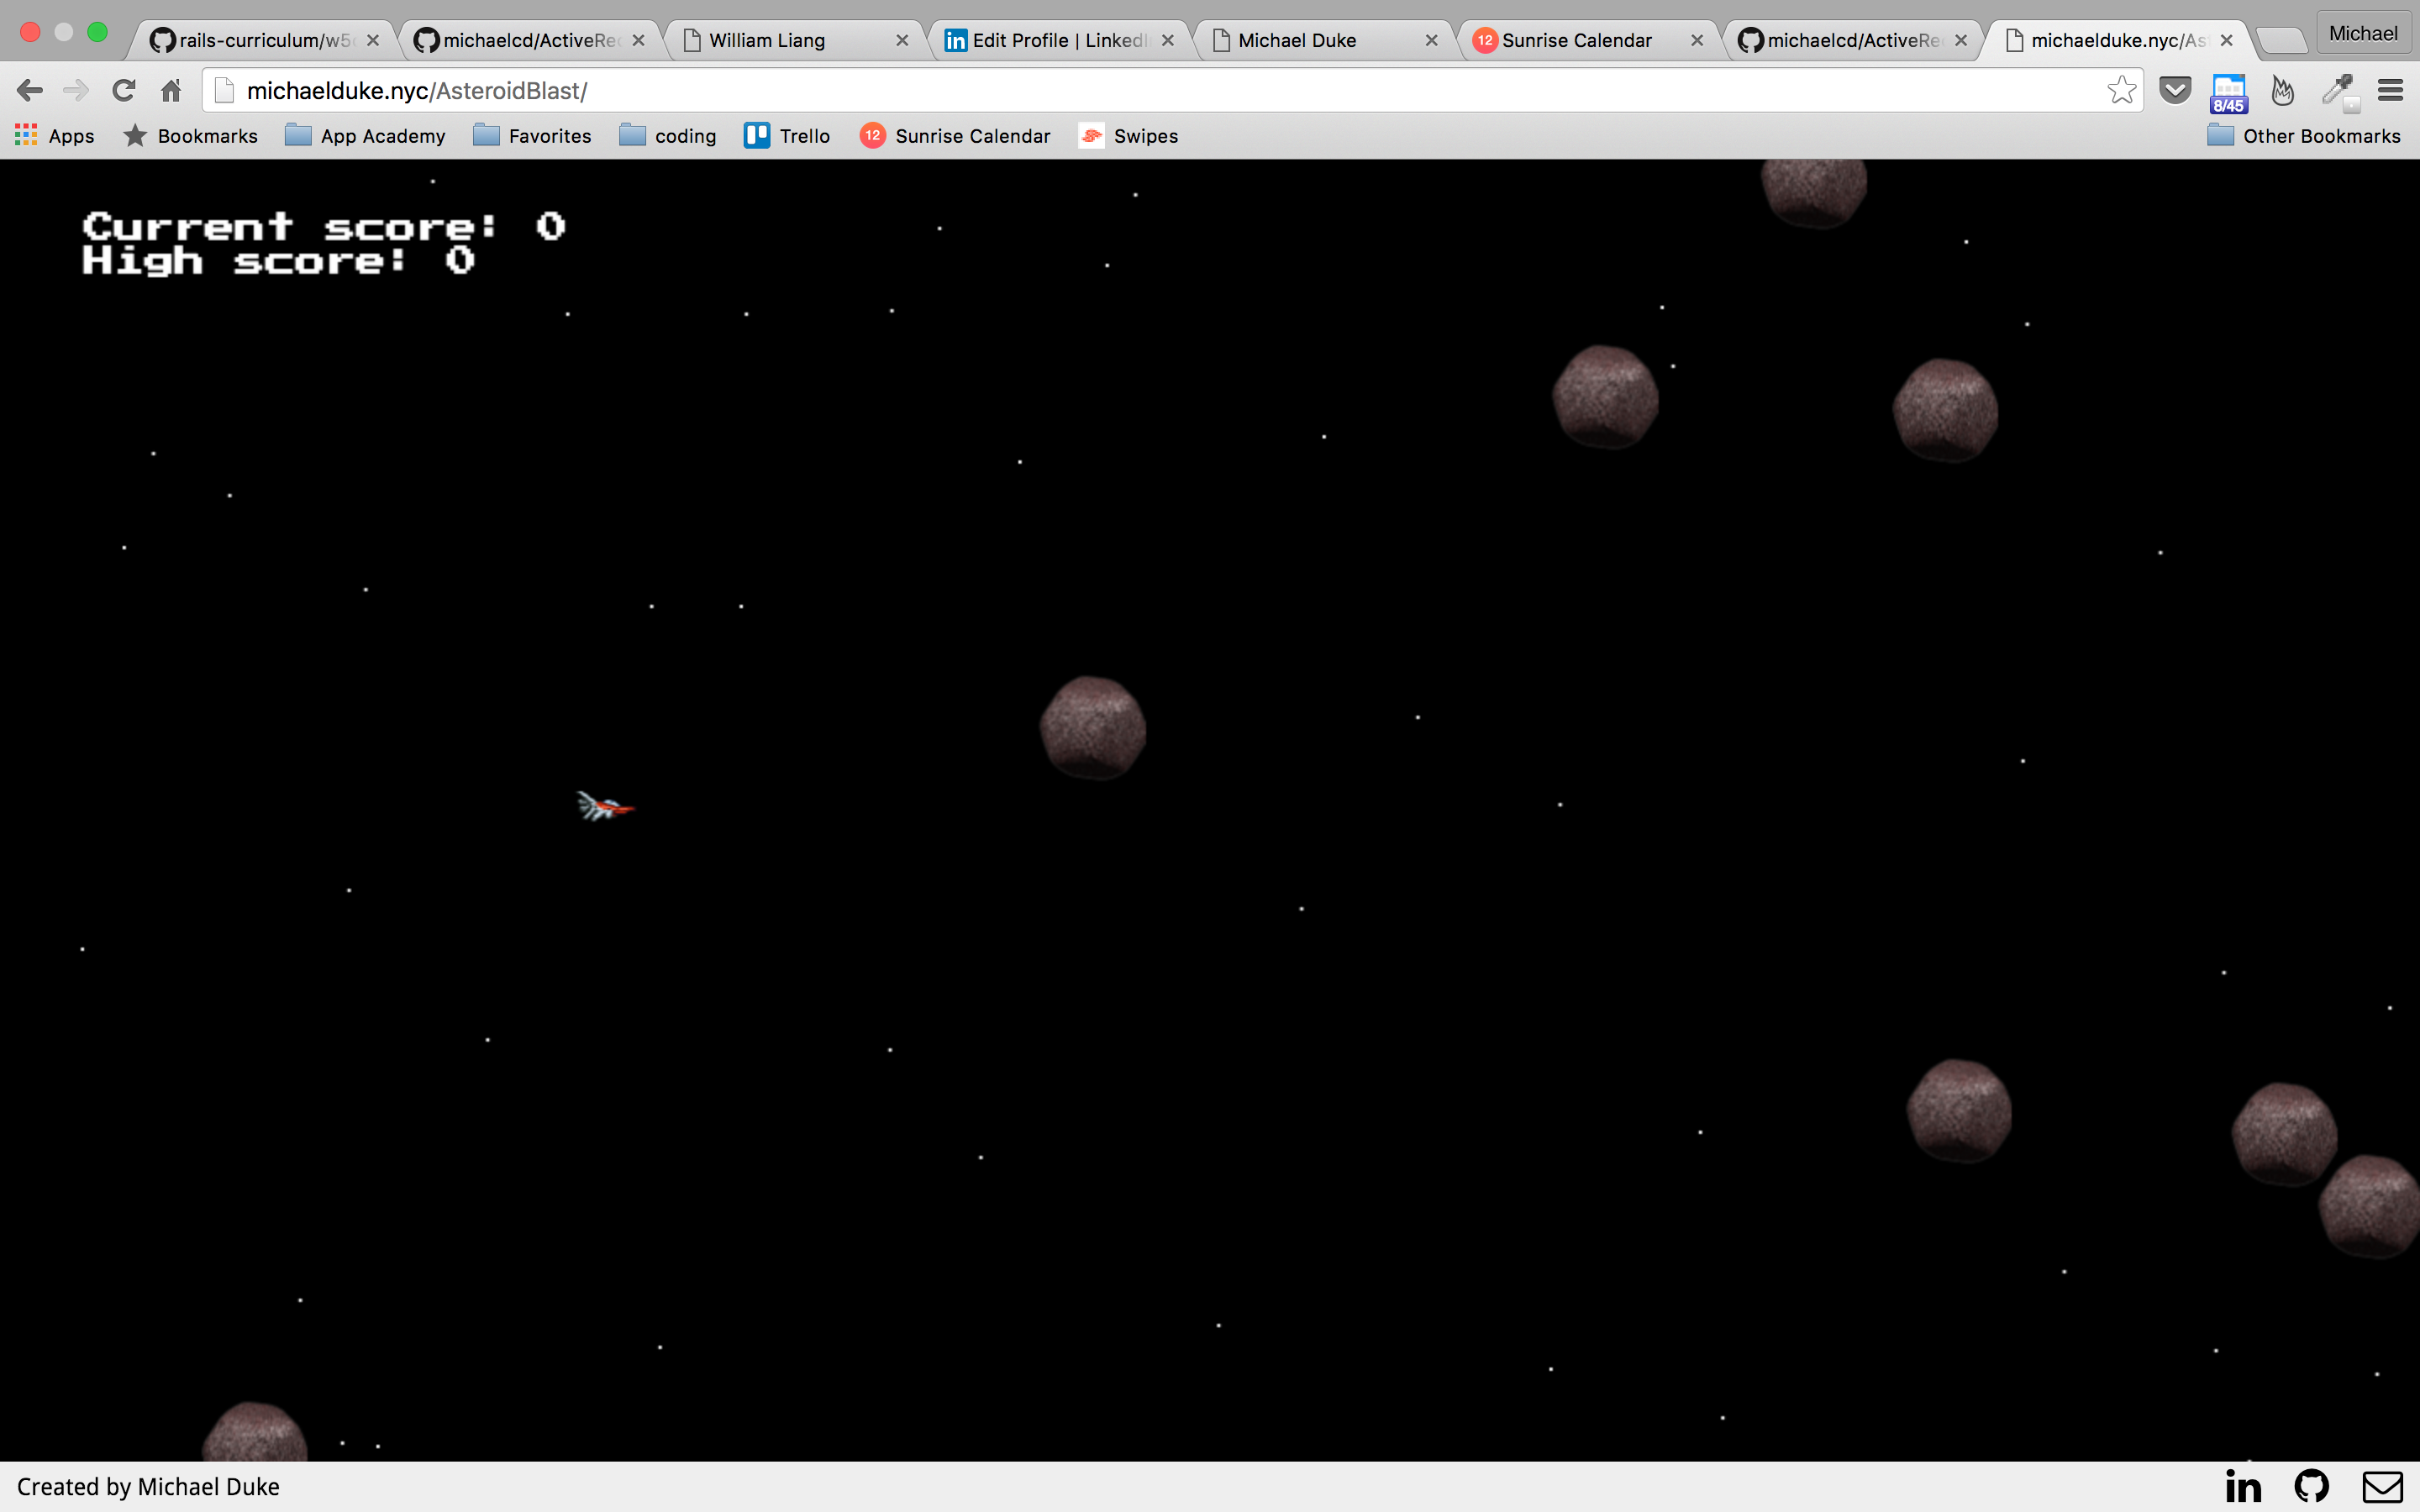 rails-curriculum/w5
michaelcd/ActiveRe
William Liang
in Edit Profile | LinkedI
Michael Duke
12 Sunrise Calendar
michaelcd/ActiveRe
michaelduke.nyc/As
Michael
michaelduke.nyc/AsteroidBlast/
8/45
Apps
Bookmarks
App Academy
Favorites
coding
Trello
12 Sunrise Calendar
Swipes
Other Bookmarks
Current score: 0
High score: 0
Created by Michael Duke
in